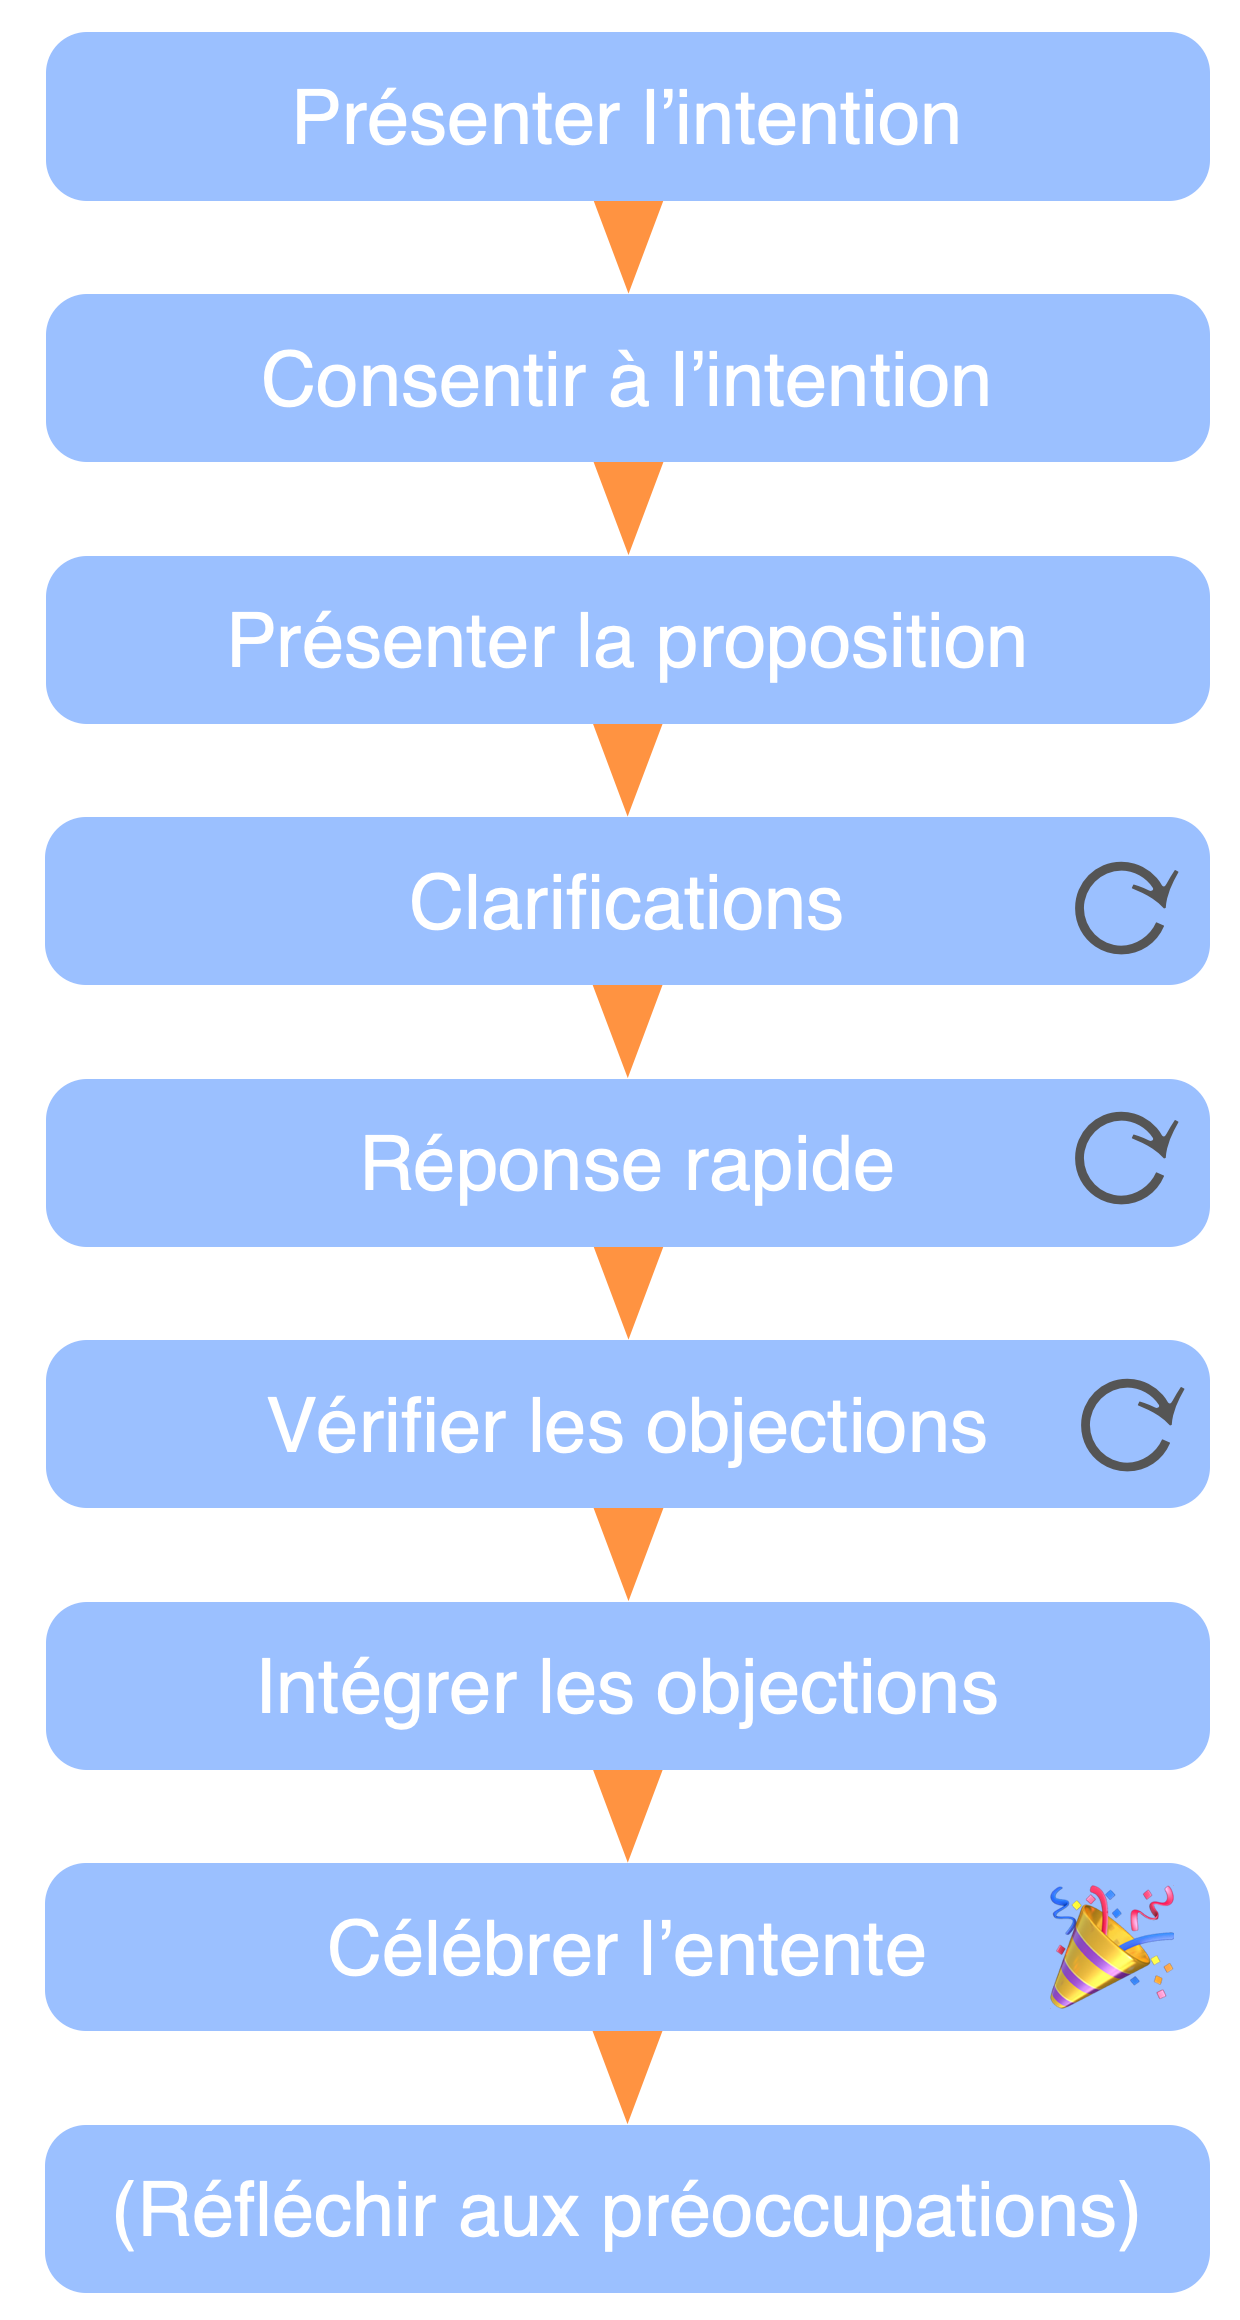 Présenter l’intention
Consentir à l’intention
Présenter la proposition
Clarifications
Réponse rapide
Vérifier les objections
Intégrer les objections
Célébrer l’entente
(Réfléchir aux préoccupations)